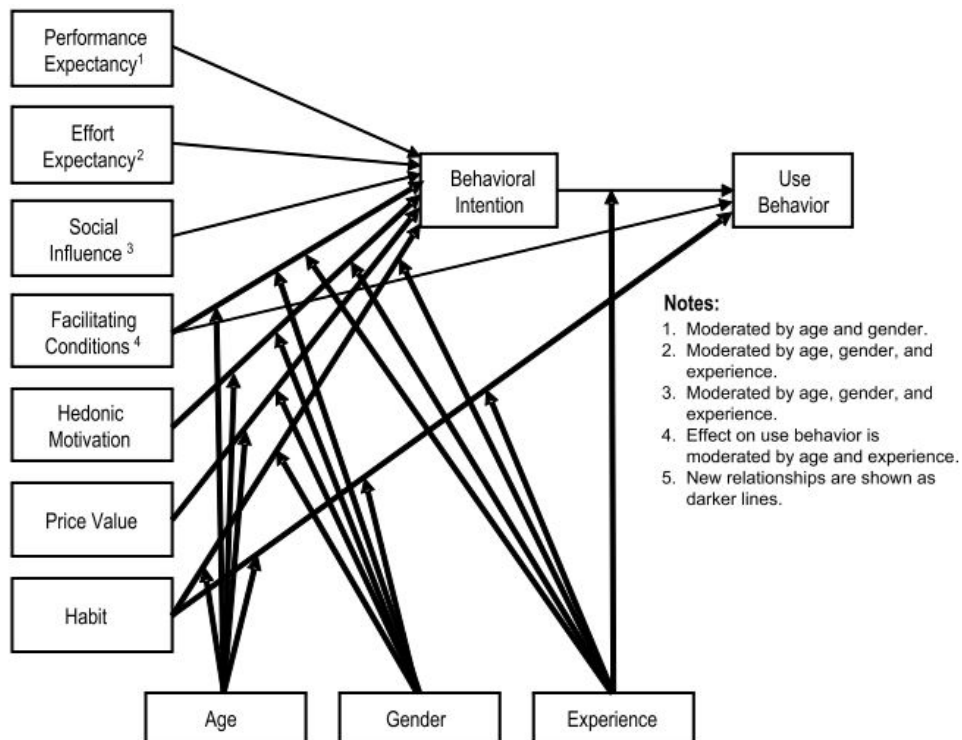 Performance
Expectancy1
Effort
Expectancy2
Social
Influence 3
Facilitating
Conditions 4
Hedonic
Motivation
Price Value
Habit
Behavioral
Intention
Use
Behavior
Notes:
1. Moderated by age and gender.
2. Moderated by age, gender, and
experience.
3. Moderated by age, gender, and
experience.
4. Effect on use behavior is
moderated by age and experience.
5. New relationships are shown as
darker lines.
Age
Gender
Experience